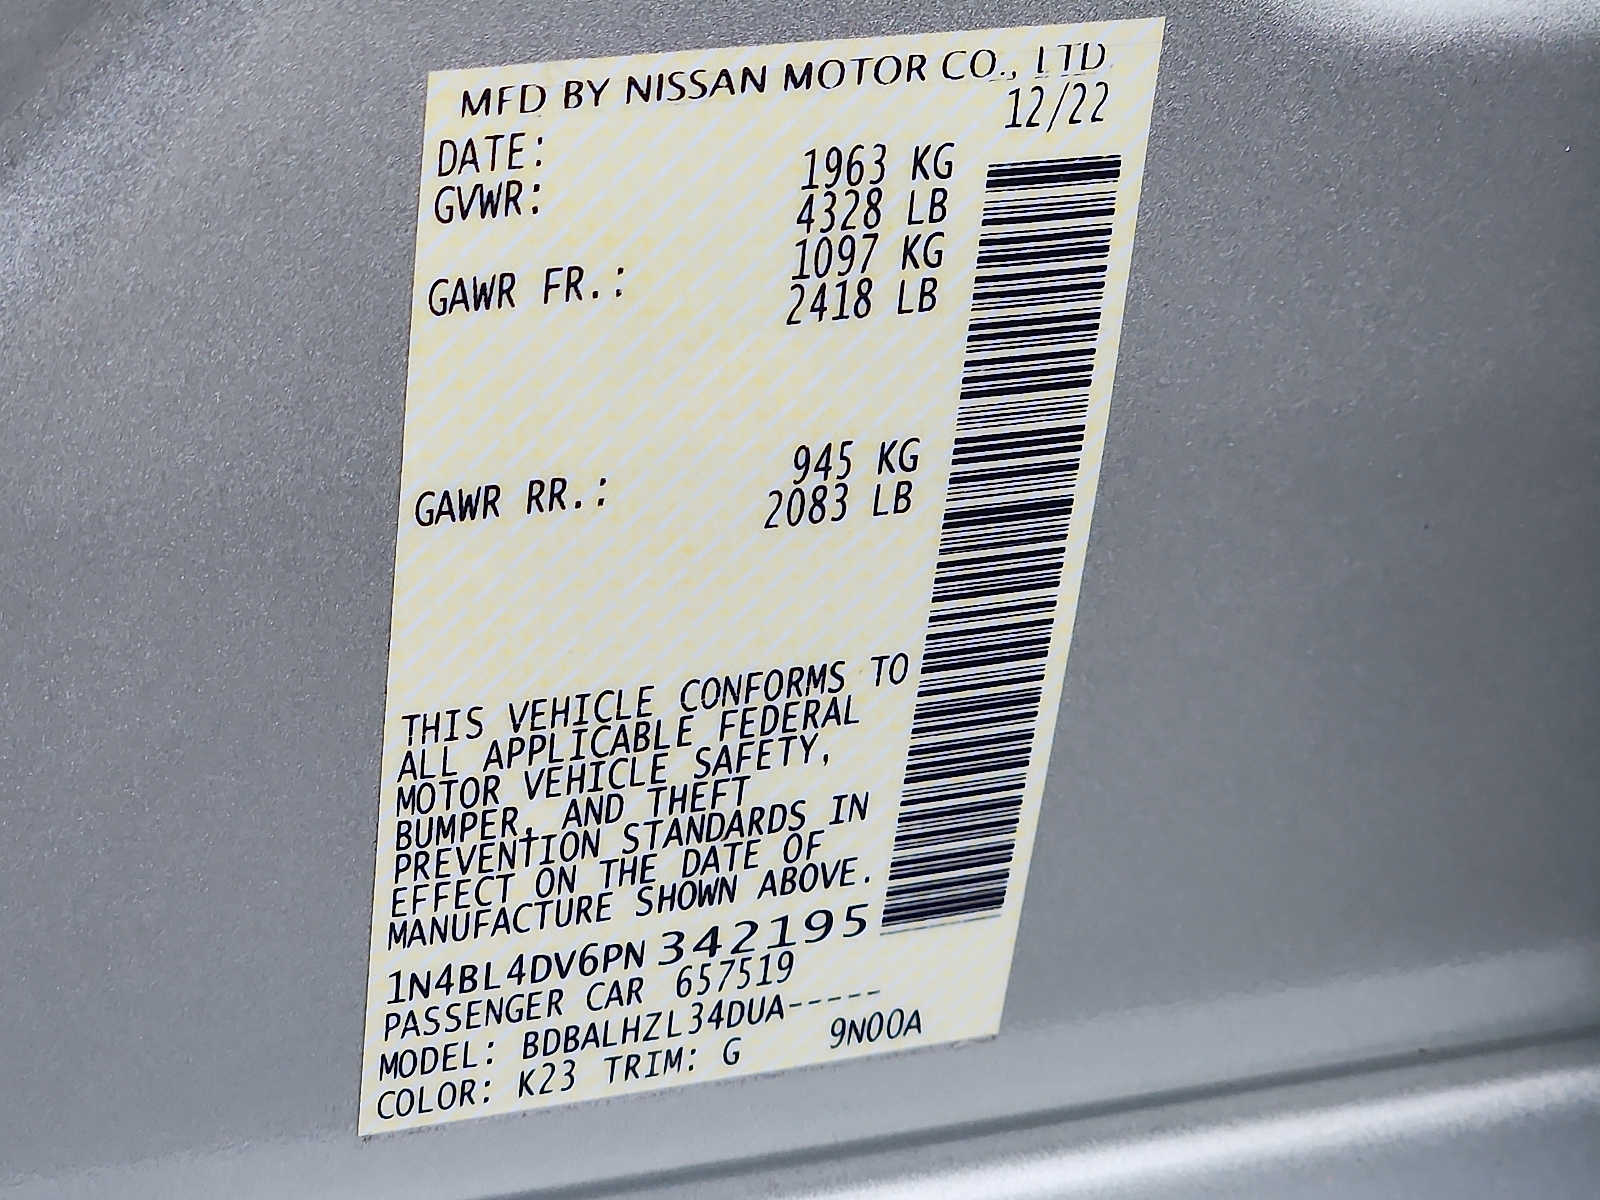 MFD BY NISSAN MOTOR CO., LTD.
DATE: 12/22
GVWR: 1963 KG
4328 LB
GAWR FR.: 1097 KG
2418 LB
GAWR RR.: 945 KG
2083 LB
THIS VEHICLE CONFORMS TO
ALL APPLICABLE FEDERAL
MOTOR VEHICLE SAFETY,
BUMPER, AND THEFT
PREVENTION STANDARDS IN
EFFECT ON THE DATE OF
MANUFACTURE SHOWN ABOVE.
1N4BL4DV6PN342195
PASSENGER CAR 657519
MODEL: BDBALHZL34DUA-----
COLOR: K23 TRIM: G 9N00A